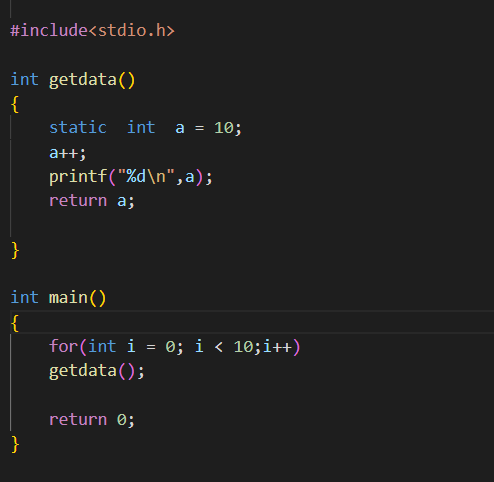 #include<stdio.h>
int getdata()
{
    static  int  a = 10;
    a++;
    printf("%d\n",a);
    return a;
}
int main()
{
    for(int i = 0; i < 10;i++)
    getdata();
    return 0;
}